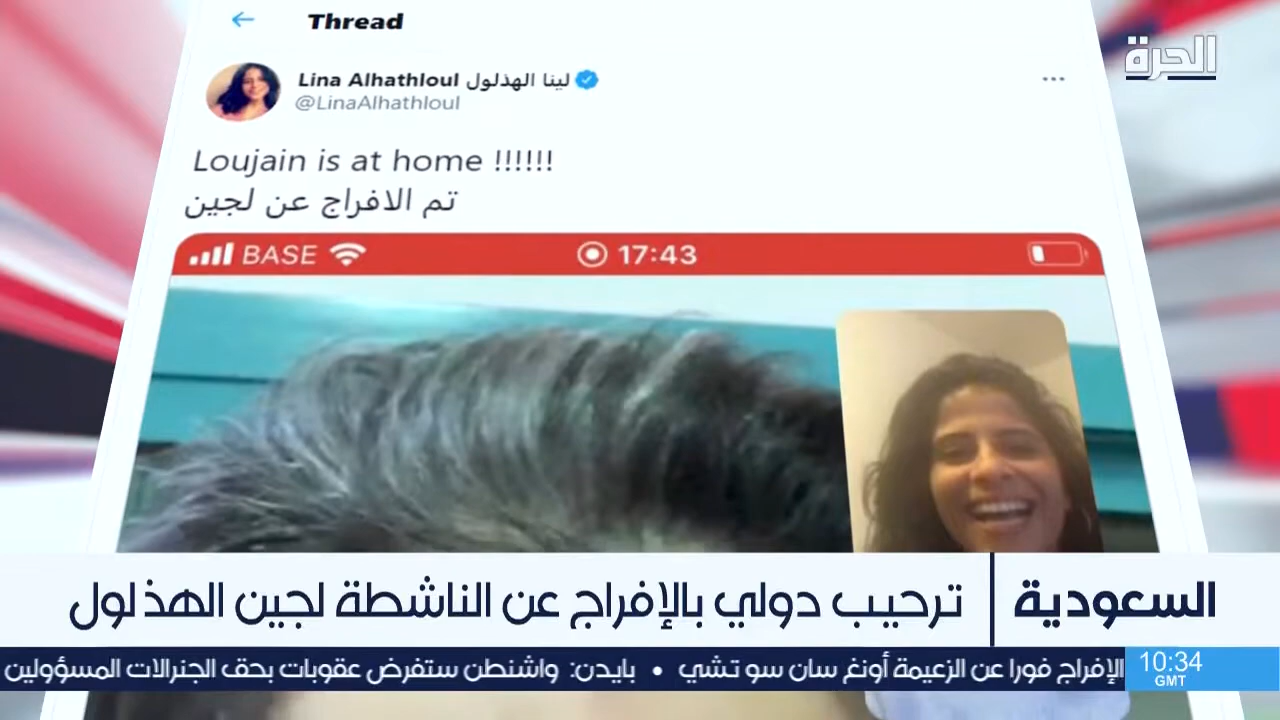 Thread
الحرة
Lina Alhathloul لينا الهذلول
@LinaAlhathloul
Loujain is at home !!!!!!
تم الافراج عن لجين
BASE 17:43
السعودية | ترحيب دولي بالإفراج عن الناشطة لجين الهذلول
الإفراج فورا عن الزعيمة أونغ سان سو تشي • بايدن: واشنطن ستفرض عقوبات بحق الجنرالات المسؤولين
10:34
GMT